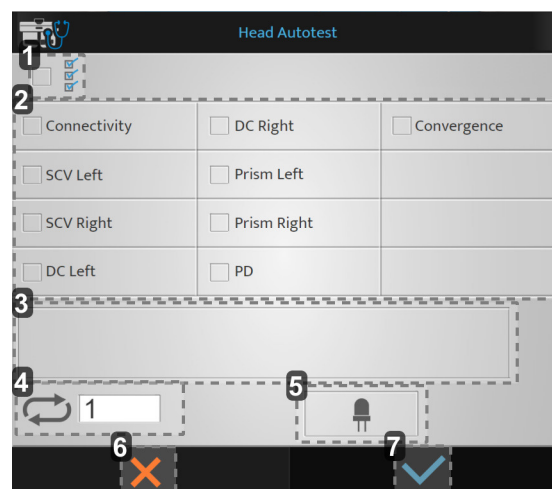 Head Autotest
1
2
Connectivity DC Right Convergence
SCV Left Prism Left
SCV Right Prism Right
DC Left PD
3
4 5
1
6 7